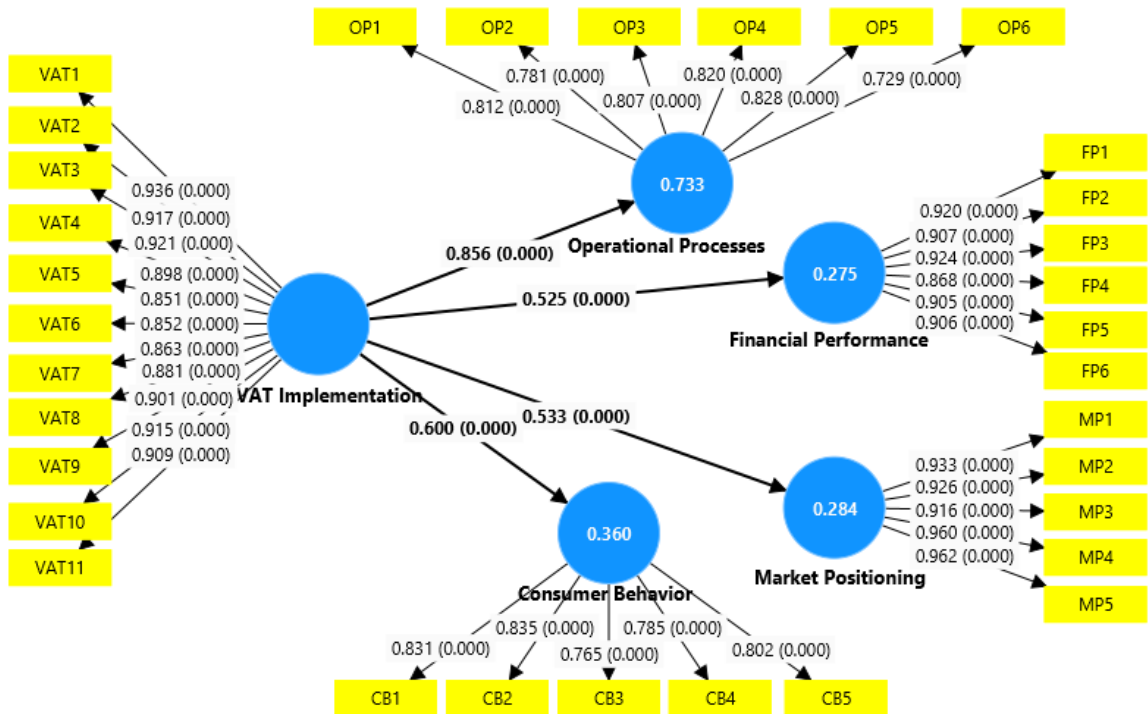 OP1
OP2
OP3
OP4
OP5
OP6
0.812 (0.000)
0.781 (0.000)
0.807 (0.000)
0.820 (0.000)
0.828 (0.000)
0.729 (0.000)
0.733
Operational Processes
VAT1
VAT2
VAT3
VAT4
VAT5
VAT6
VAT7
VAT8
VAT9
VAT10
VAT11
0.936 (0.000)
0.917 (0.000)
0.921 (0.000)
0.898 (0.000)
0.851 (0.000)
0.852 (0.000)
0.863 (0.000)
0.881 (0.000)
0.901 (0.000)
0.915 (0.000)
0.909 (0.000)
VAT Implementation
0.856 (0.000)
0.525 (0.000)
0.533 (0.000)
0.600 (0.000)
0.275
Financial Performance
0.920 (0.000)
0.907 (0.000)
0.924 (0.000)
0.868 (0.000)
0.905 (0.000)
0.906 (0.000)
FP1
FP2
FP3
FP4
FP5
FP6
0.284
Market Positioning
0.933 (0.000)
0.926 (0.000)
0.916 (0.000)
0.960 (0.000)
0.962 (0.000)
MP1
MP2
MP3
MP4
MP5
0.360
Consumer Behavior
0.831 (0.000)
0.835 (0.000)
0.765 (0.000)
0.785 (0.000)
0.802 (0.000)
CB1
CB2
CB3
CB4
CB5